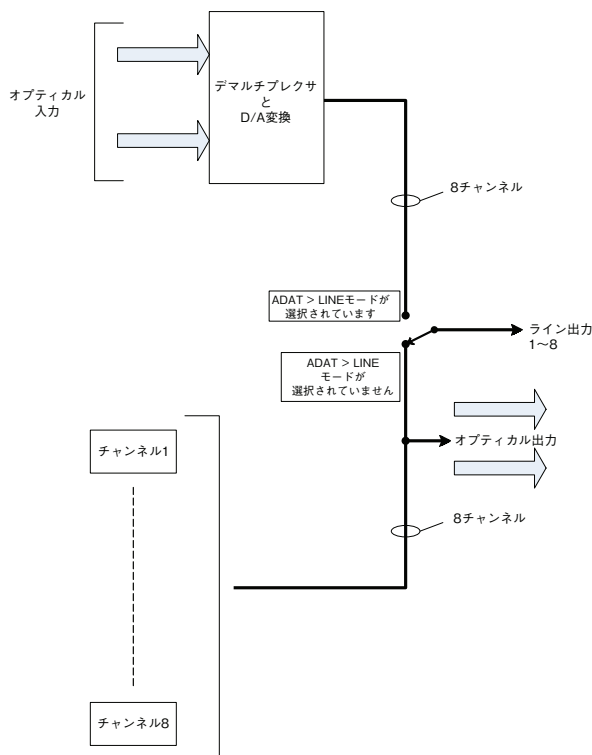 オプティカル
入力
デマルチプレクサ
と
D/A変換
8チャンネル
ADAT > LINEモードが
選択されています
ライン出力
1〜8
ADAT > LINE
モードが
選択されていません
オプティカル出力
チャンネル1
8チャンネル
チャンネル8